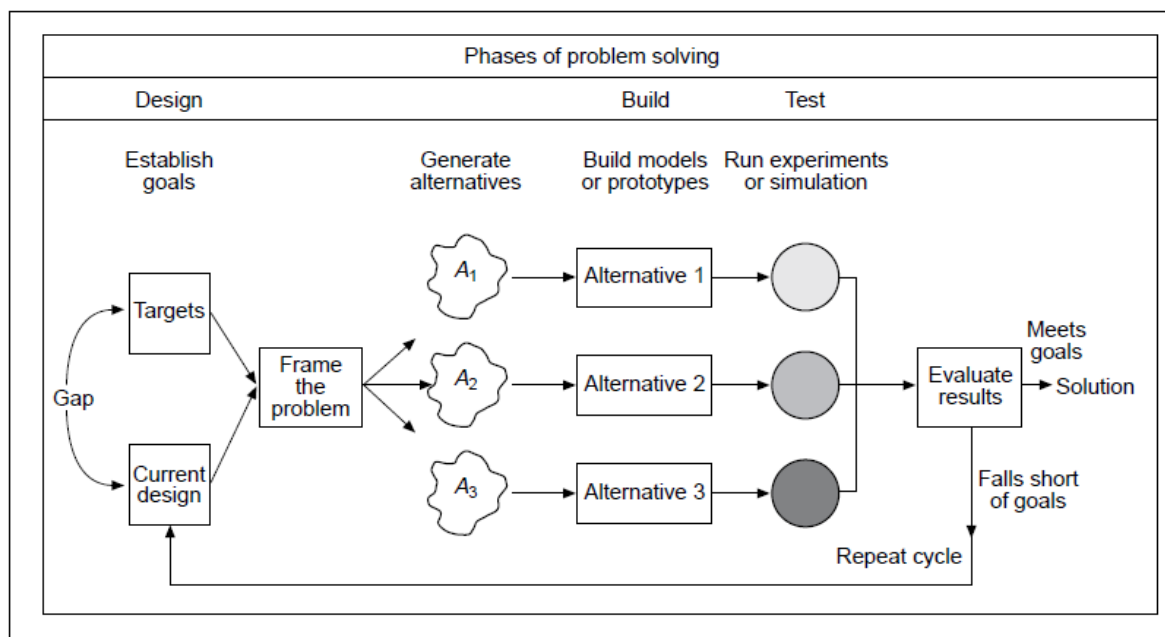 Phases of problem solving
Design
Build
Test
Establish
goals
Generate
alternatives
Build models
or prototypes
Run experiments
or simulation
Targets
Gap
Current
design
Frame
the
problem
A1
Alternative 1
A2
Alternative 2
A3
Alternative 3
Evaluate
results
Meets
goals
Solution
Falls short
of goals
Repeat cycle